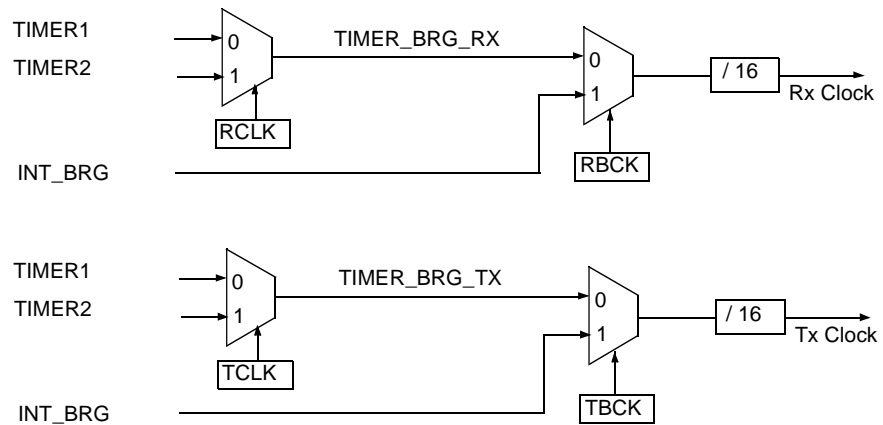 TIMER1
0
TIMER_BRG_RX
TIMER2
1
0
/ 16
1
Rx Clock
RCLK
RBCK
INT_BRG
TIMER1
0
TIMER_BRG_TX
TIMER2
1
0
/ 16
1
Tx Clock
TCLK
TBCK
INT_BRG